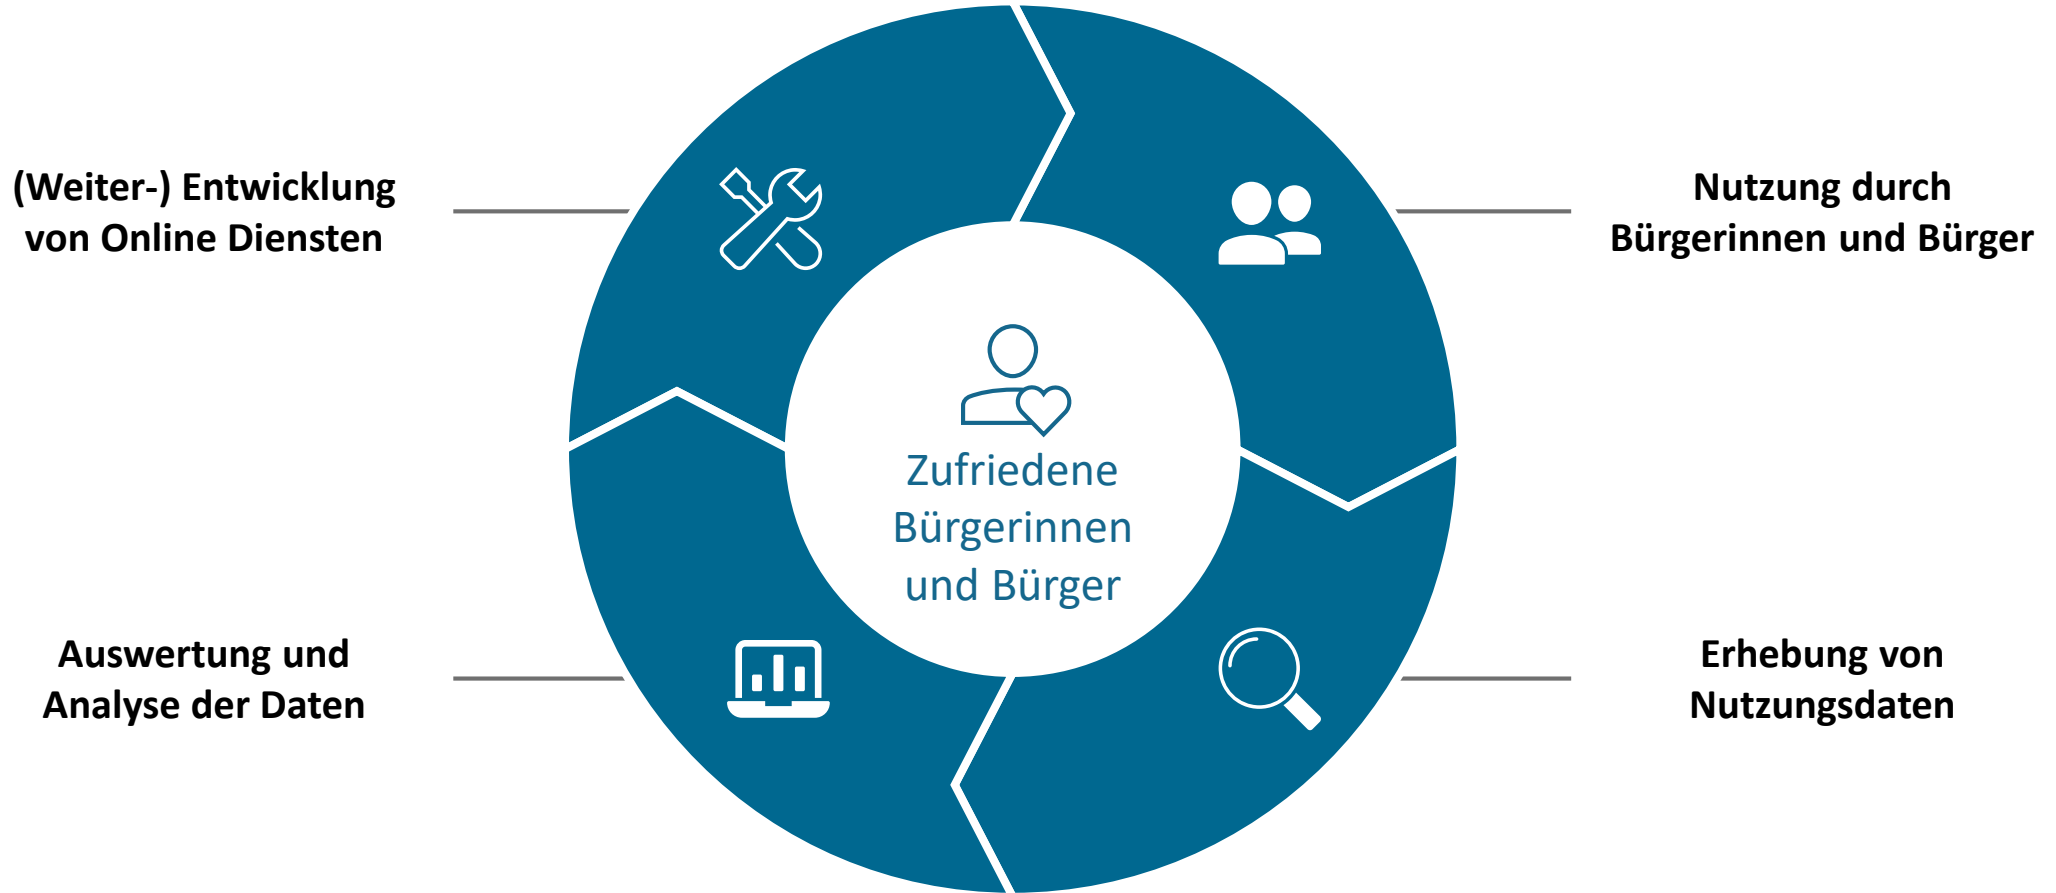 (Weiter-) Entwicklung
von Online Diensten
Nutzung durch
Bürgerinnen und Bürger
Zufriedene
Bürgerinnen
und Bürger
Auswertung und
Analyse der Daten
Erhebung von
Nutzungsdaten